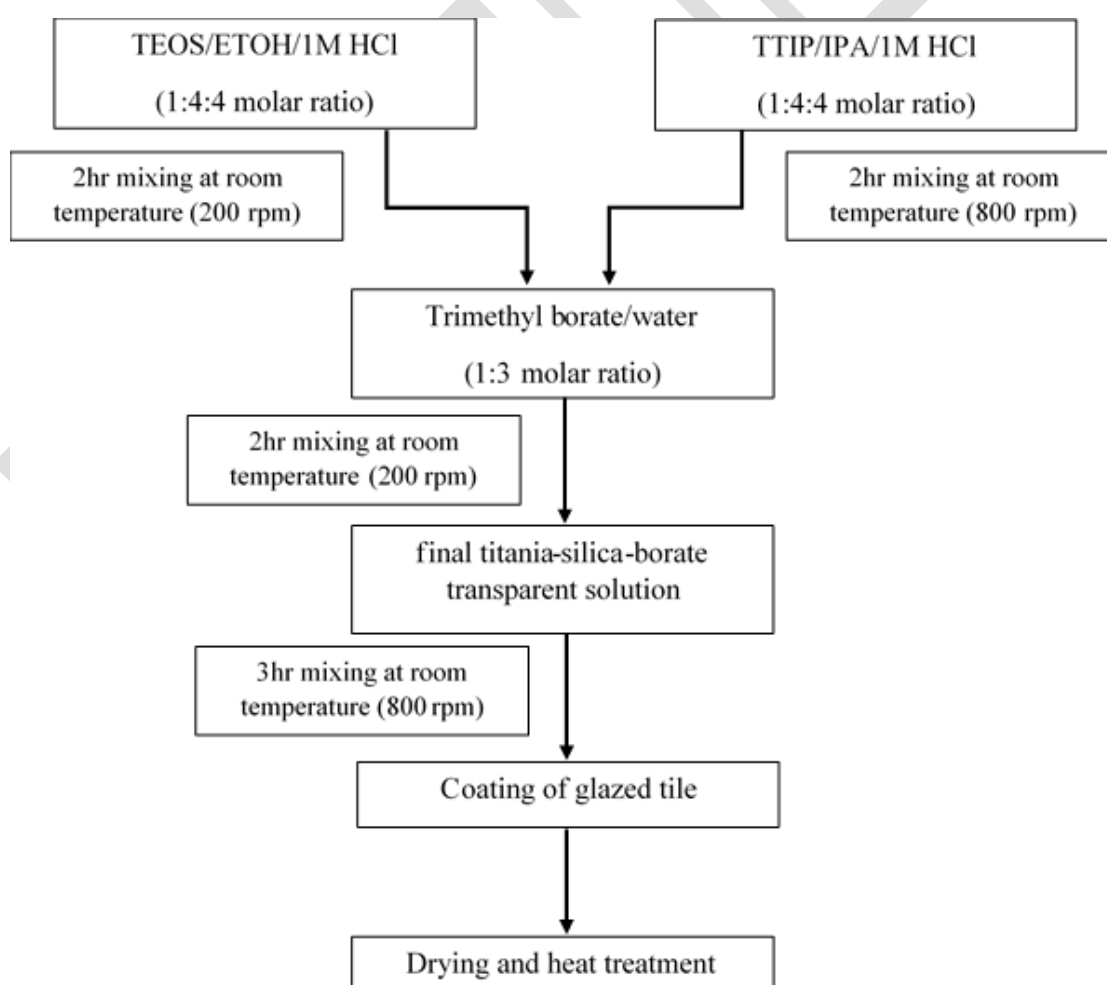 TEOS/ETOH/1M HCl
(1:4:4 molar ratio)
TTIP/IPA/1M HCl
(1:4:4 molar ratio)
2hr mixing at room
temperature (200 rpm)
2hr mixing at room
temperature (800 rpm)
Trimethyl borate/water
(1:3 molar ratio)
2hr mixing at room
temperature (200 rpm)
final titania-silica-borate
transparent solution
3hr mixing at room
temperature (800 rpm)
Coating of glazed tile
Drying and heat treatment